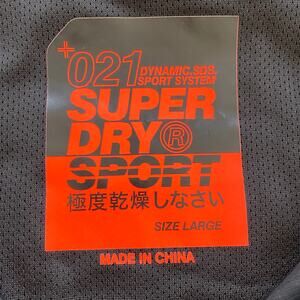 +021 DYNAMIC.SDS.
SPORT SYSTEM
SUPER
DRY®
SPORT
極度乾燥しなさい
SIZE LARGE
MADE IN CHINA